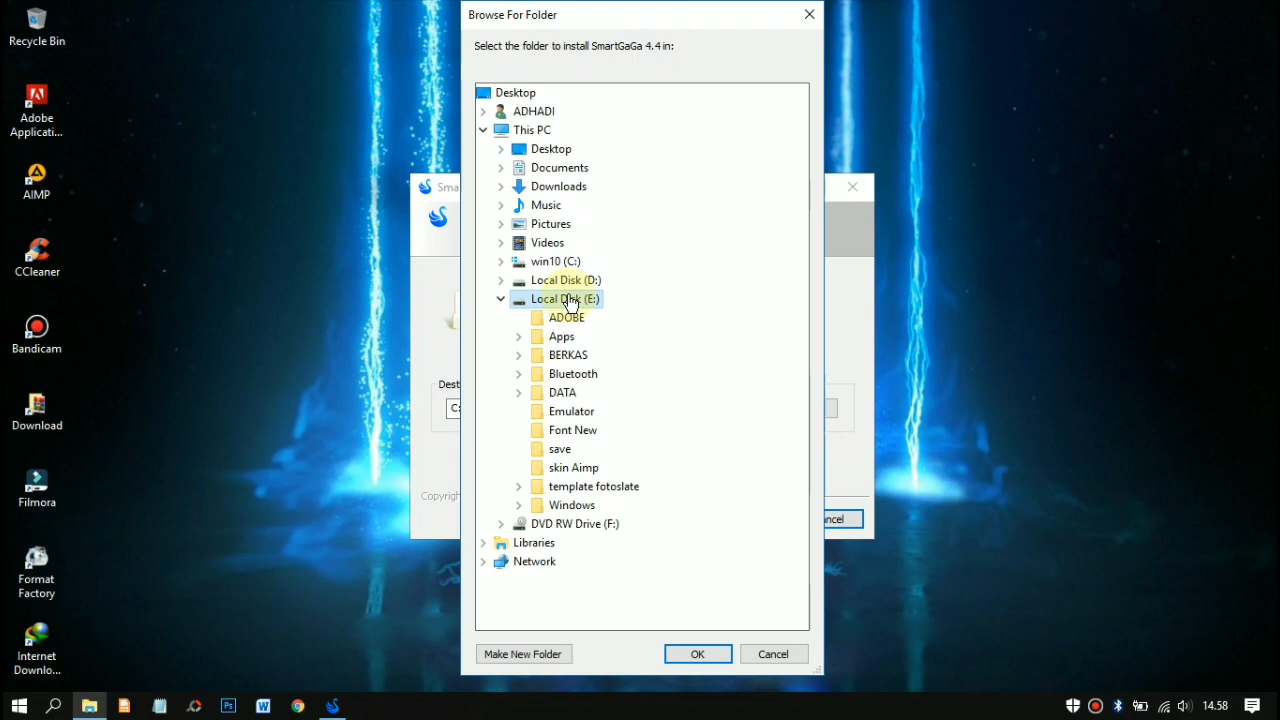 Recycle Bin
Adobe
Applicati...
AIMP
CCleaner
Bandicam
Download
Filmora
Format
Factory
Internet
Downlo...
Browse For Folder
Select the folder to install SmartGaGa 4.4 in:
Desktop
ADHADI
This PC
Desktop
Documents
Downloads
Music
Pictures
Videos
win10 (C:)
Local Disk (D:)
Local Disk (E:)
ADOBE
Apps
BERKAS
Bluetooth
DATA
Emulator
Font New
save
skin Aimp
template fotoslate
Windows
DVD RW Drive (F:)
Libraries
Network
Make New Folder
OK
Cancel
Sma
Dest
C:
Copyrigh
ncel
14.58